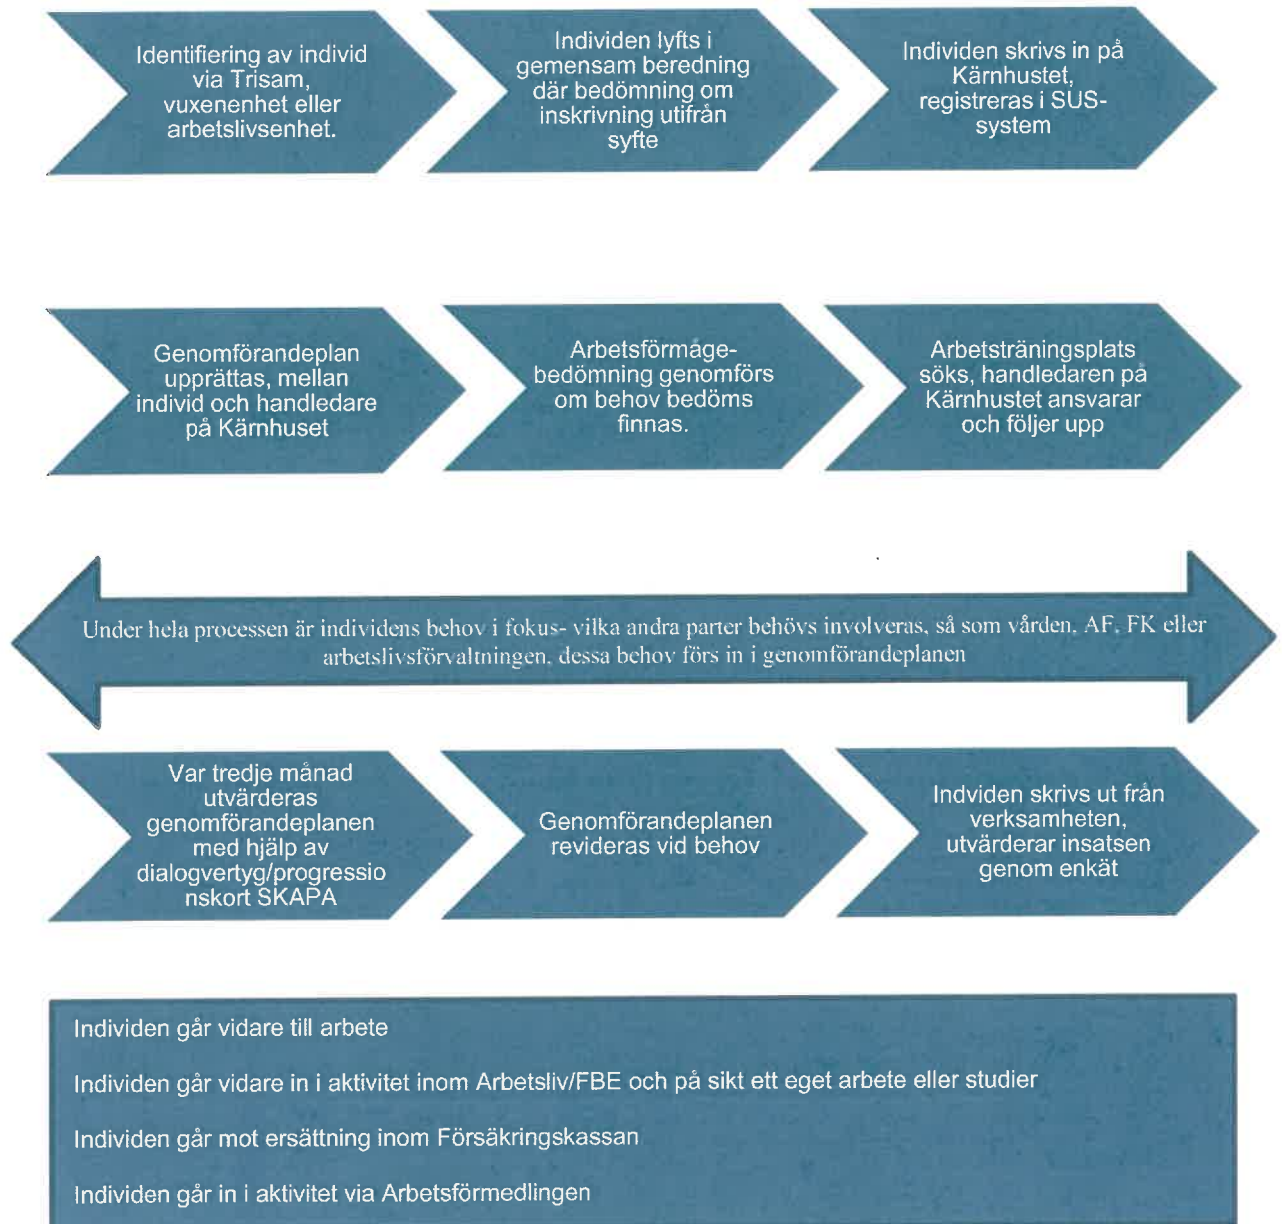 Identifiering av individ
via Trisam,
vuxenenhet eller
arbetslivsenhet.
Individen lyfts i
gemensam beredning
där bedömning om
inskrivning utifrån
syfte
Individen skrivs in på
Kärnhustet,
registreras i SUS-
system
Genomförandeplan
upprättas, mellan
individ och handledare
på Kärnhuset
Arbetsförmåge-
bedömning genomförs
om behov bedöms
finnas.
Arbetsträningsplats
söks, handledaren på
Kärnhustet ansvarar
och följer upp
Under hela processen är individens behov i fokus- vilka andra parter behövs involveras, så som vården, AF, FK eller
arbetslivsförvaltningen, dessa behov förs in i genomförandeplanen
Var tredje månad
utvärderas
genomförandeplanen
med hjälp av
dialogvertyg/progressio
nskort SKAPA
Genomförandeplanen
revideras vid behov
Indviden skrivs ut från
verksamheten,
utvärderar insatsen
genom enkät
Individen går vidare till arbete
Individen går vidare in i aktivitet inom Arbetsliv/FBE och på sikt ett eget arbete eller studier
Individen går mot ersättning inom Försäkringskassan
Individen går in i aktivitet via Arbetsförmedlingen